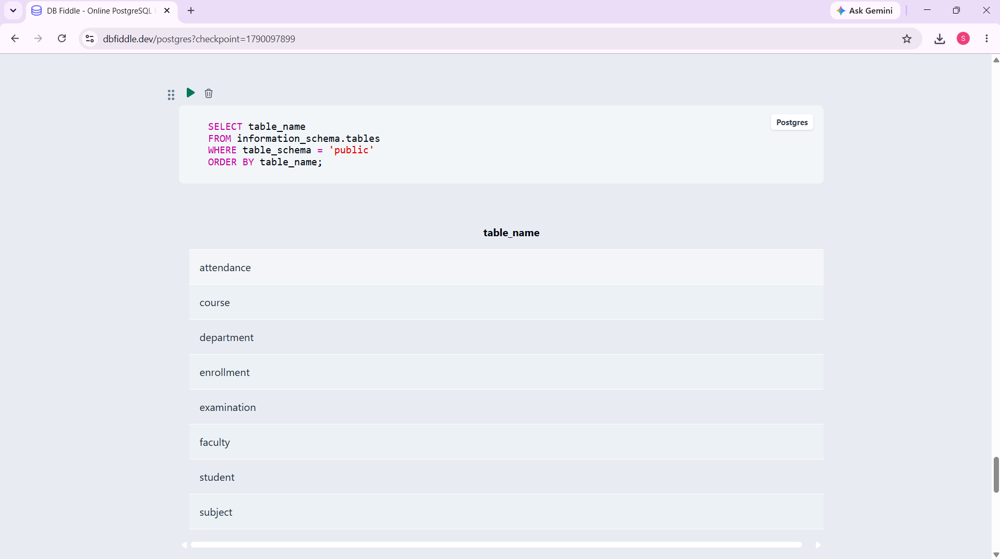 DB Fiddle - Online PostgreSQL
Ask Gemini
dbfiddle.dev/postgres?checkpoint=1790097899
S
SELECT table_name
FROM information_schema.tables
WHERE table_schema = 'public'
ORDER BY table_name;
Postgres
table_name
attendance
course
department
enrollment
examination
faculty
student
subject